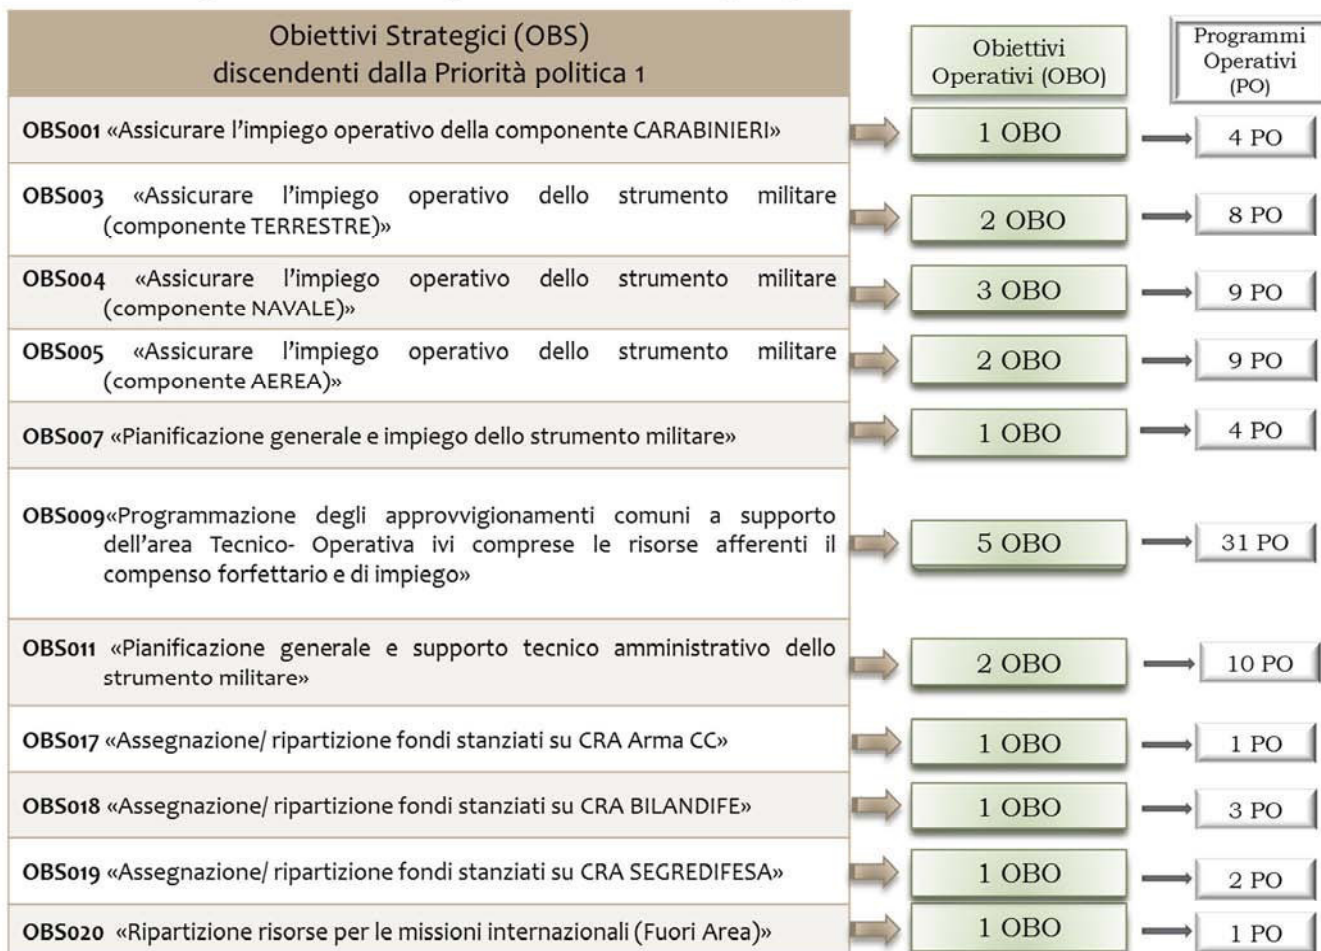 Obiettivi Strategici (OBS)
discendenti dalla Priorità politica 1
Obiettivi
Operativi (OBO)
Programmi
Operativi
(PO)
OBS001 «Assicurare l'impiego operativo della componente CARABINIERI»
1 OBO
4 PO
OBS003 «Assicurare l'impiego operativo dello strumento militare
(componente TERRESTRE)»
2 OBO
8 PO
OBS004 «Assicurare l'impiego operativo dello strumento militare
(componente NAVALE)»
3 OBO
9 PO
OBS005 «Assicurare l'impiego operativo dello strumento militare
(componente AEREA)»
2 OBO
9 PO
OBS007 «Pianificazione generale e impiego dello strumento militare»
1 OBO
4 PO
OBS009«Programmazione degli approvvigionamenti comuni a supporto
dell'area Tecnico- Operativa ivi comprese le risorse afferenti il
compenso forfettario e di impiego»
5 OBO
31 PO
OBS011 «Pianificazione generale e supporto tecnico amministrativo dello
strumento militare»
2 OBO
10 PO
OBS017 «Assegnazione/ ripartizione fondi stanziati su CRA Arma CC»
1 OBO
1 PO
OBS018 «Assegnazione/ ripartizione fondi stanziati su CRA BILANDIFE»
1 OBO
3 PO
OBS019 «Assegnazione/ ripartizione fondi stanziati su CRA SEGREDIFESA»
1 OBO
2 PO
OBS020 «Ripartizione risorse per le missioni internazionali (Fuori Area)»
1 OBO
1 PO